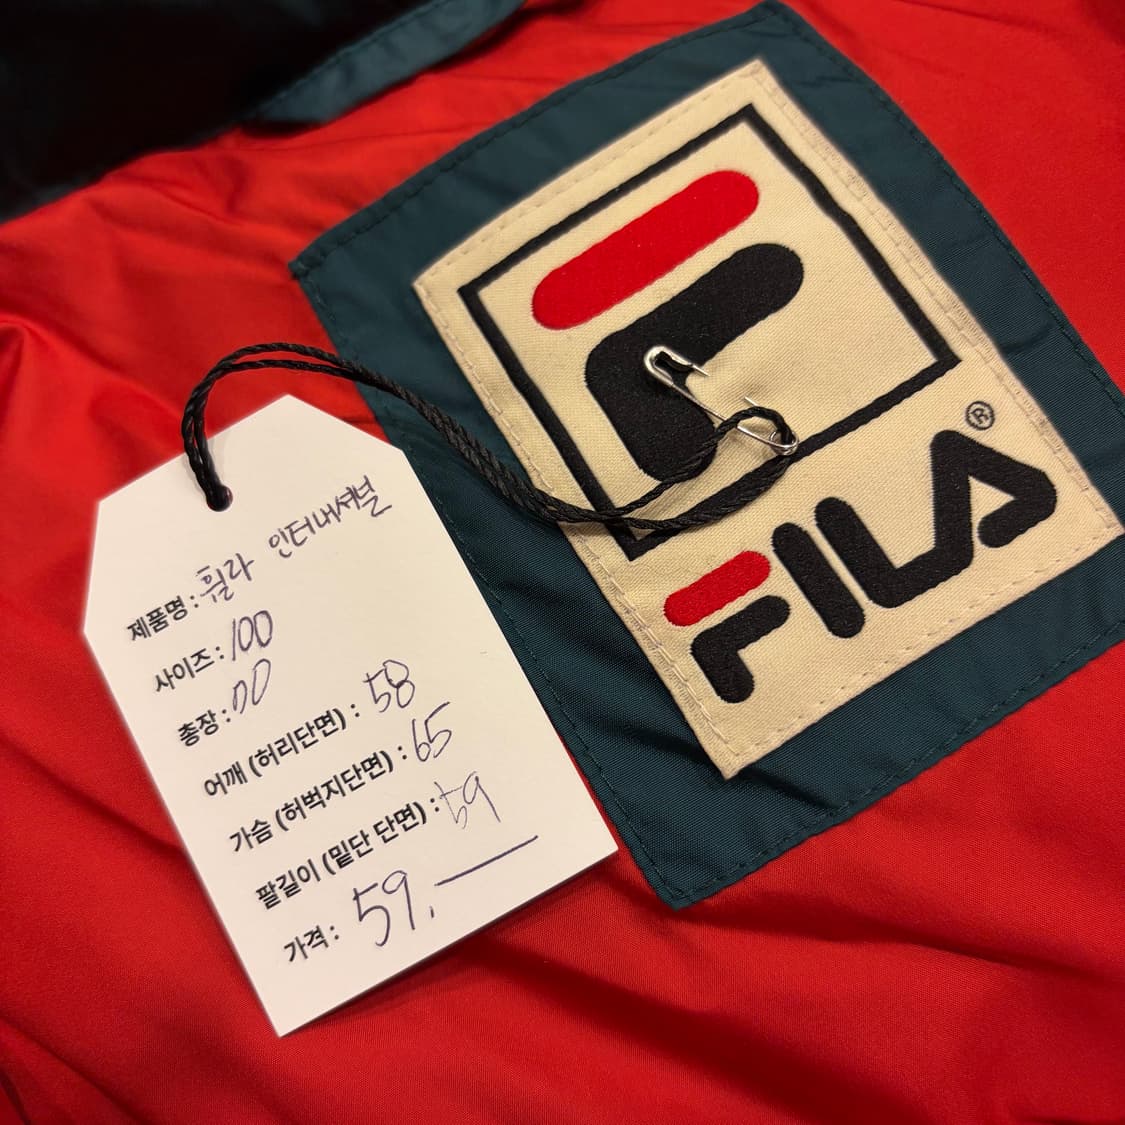 제품명 : 휠라 인터내셔널
사이즈 : 100
총장 : 00
어깨 (허리단면) : 58
가슴 (허벅지단면) : 65
팔길이 (밑단 단면) : 59
가격 : 59.—
FILA®